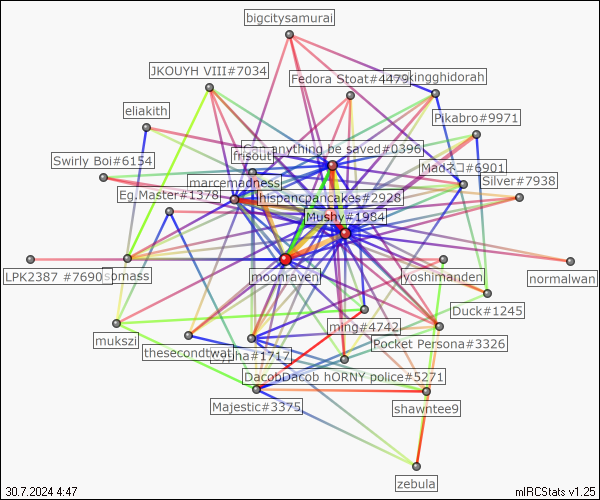 bigcitysamurai
JKOUYH VIII#7034
Fedora Stoat#4479
kingghidorah
eliakith
Pikabro#9971
Can anything be saved#0396
frisout
Swirly Boi#6154
Madネコ#6901
marcemadness
Silver#7938
Eg.Master#1378
hispancpancakes#2928
Mushy#1984
LPK2387 #7690
omass
moonraven
yoshimanden
normalwan
Duck#1245
ming#4742
mukszi
Pocket Persona#3326
thesecondtwat
ha#1717
DacobDacob hORNY police#5271
Majestic#3375
shawntee9
zebula
30.7.2024 4:47
mIRCStats v1.25